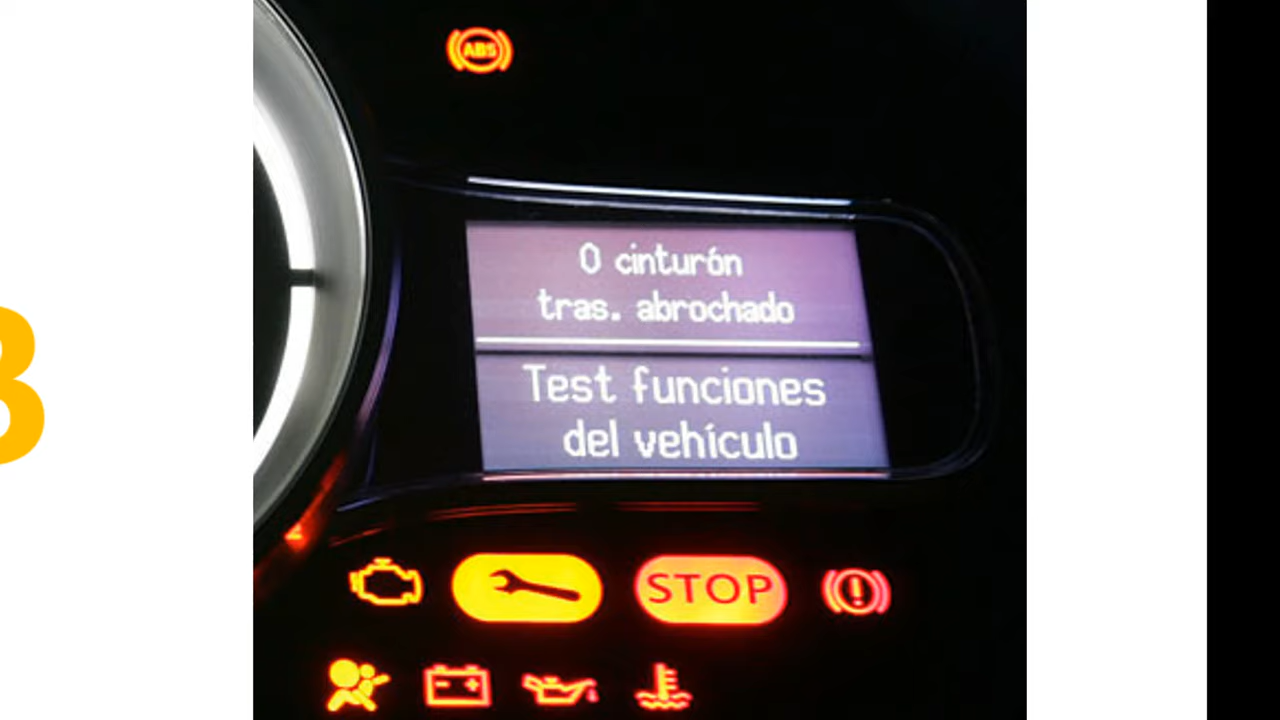 ABS
0 cinturón
tras. abrochado
Test funciones
del vehículo
STOP